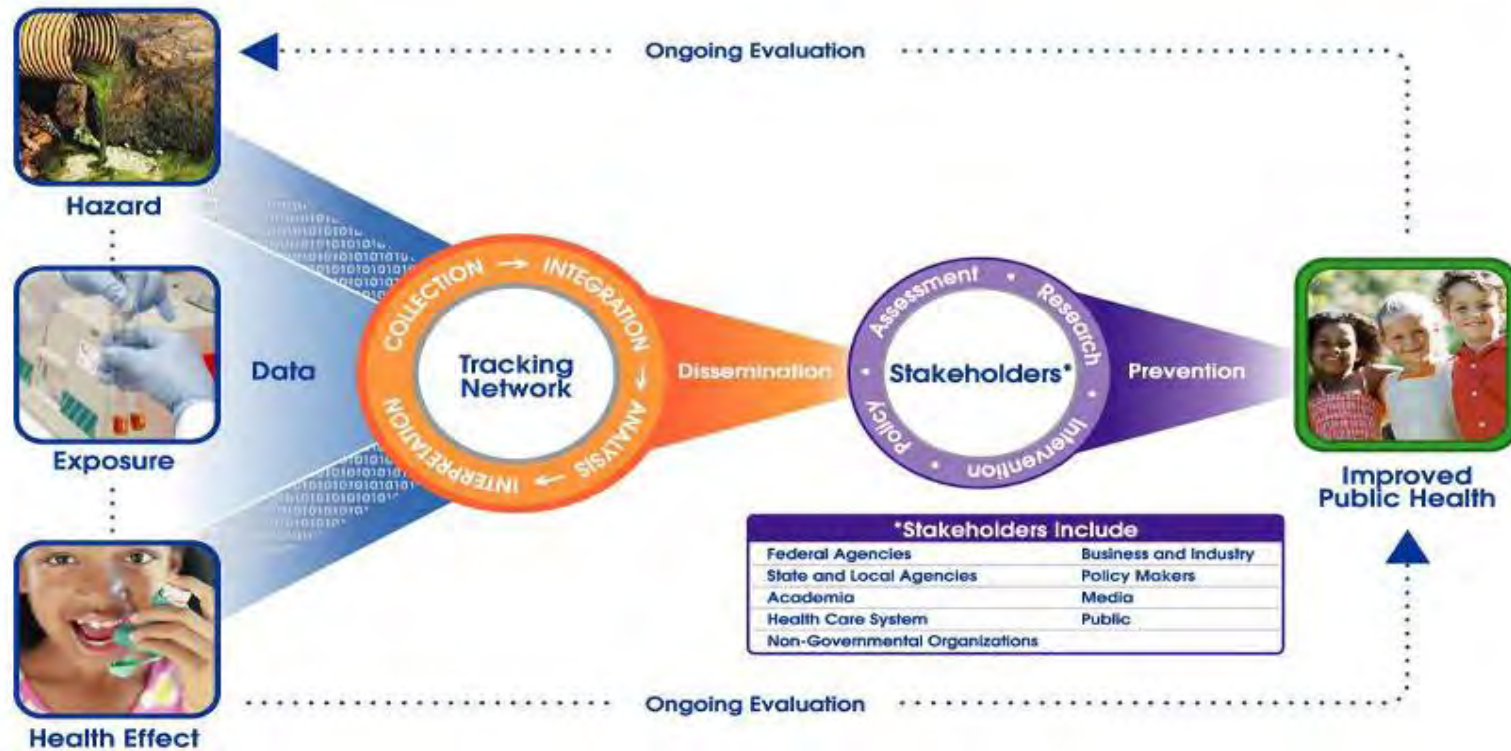 Ongoing Evaluation
Hazard
Exposure
Health Effect
Data
COLLECTION → INTEGRATION → ANALYSIS → INTERPRETATION
Tracking
Network
Dissemination
Assessment • Research • Intervention • Policy •
Stakeholders*
Prevention
Improved
Public Health
*Stakeholders Include
Federal Agencies
Business and Industry
State and Local Agencies
Policy Makers
Academia
Media
Health Care System
Public
Non-Governmental Organizations
Ongoing Evaluation